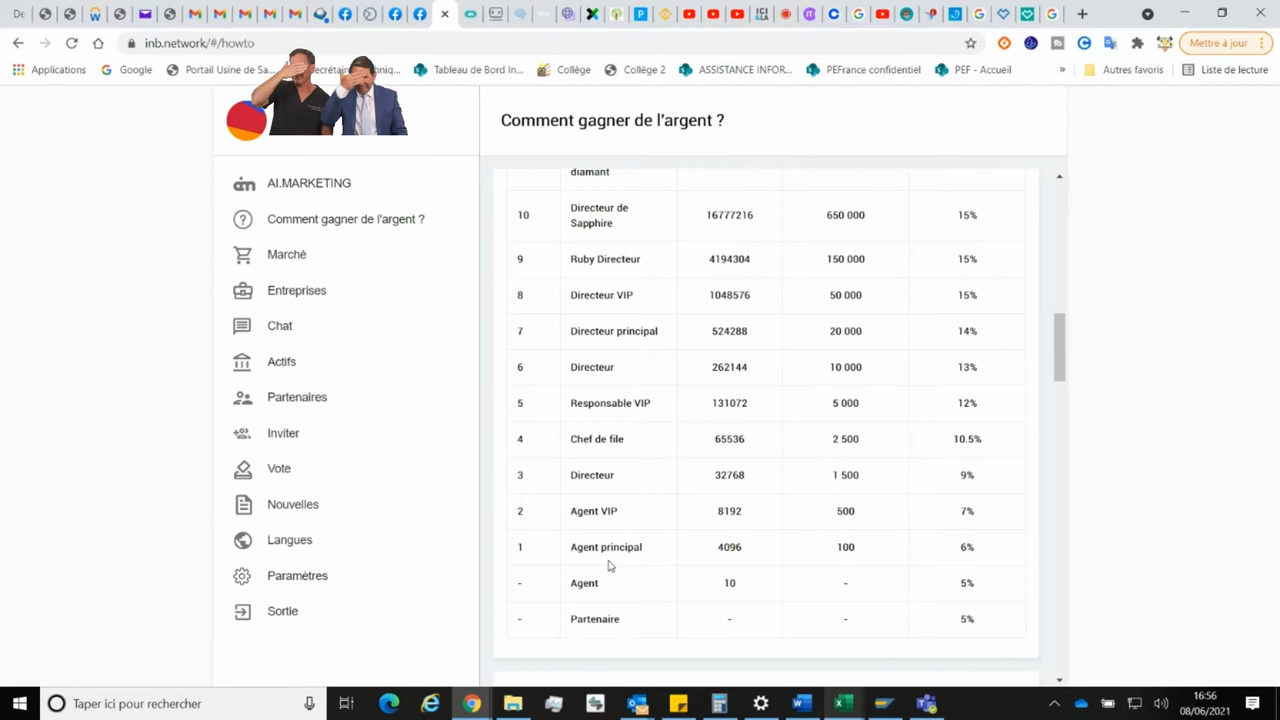 inb.network/#/howto
Mettre à jour
Applications
Google
Portail Usine de Sa...
Tableau de Bord In...
Collège
Collège 2
ASSISTANCE INFOR...
PEFrance confidentiel
PEF - Accueil
»
Autres favoris
Liste de lecture
Comment gagner de l'argent ?
AI.MARKETING
Comment gagner de l'argent ?
Marché
Entreprises
Chat
Actifs
Partenaires
Inviter
Vote
Nouvelles
Langues
Paramètres
Sortie
diamant
10 Directeur de Sapphire 16777216 650 000 15%
9 Ruby Directeur 4194304 150 000 15%
8 Directeur VIP 1048576 50 000 15%
7 Directeur principal 524288 20 000 14%
6 Directeur 262144 10 000 13%
5 Responsable VIP 131072 5 000 12%
4 Chef de file 65536 2 500 10.5%
3 Directeur 32768 1 500 9%
2 Agent VIP 8192 500 7%
1 Agent principal 4096 100 6%
- Agent 10 - 5%
- Partenaire - - 5%
Taper ici pour rechercher
16:56
08/06/2021